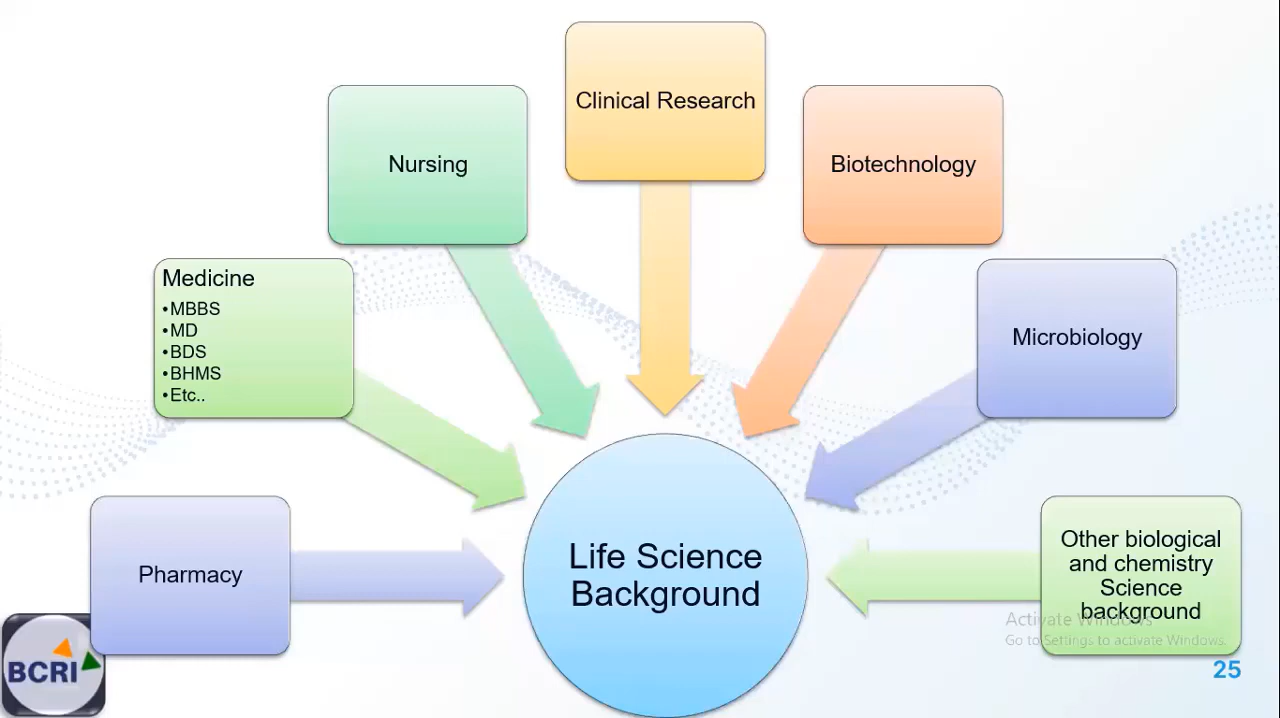 Clinical Research
Nursing
Biotechnology
Medicine
•MBBS
•MD
•BDS
•BHMS
•Etc..
Microbiology
Pharmacy
Life Science
Background
Other biological
and chemistry
Science
background
Activate Windows
Go to Settings to activate Windows.
BCRI
25